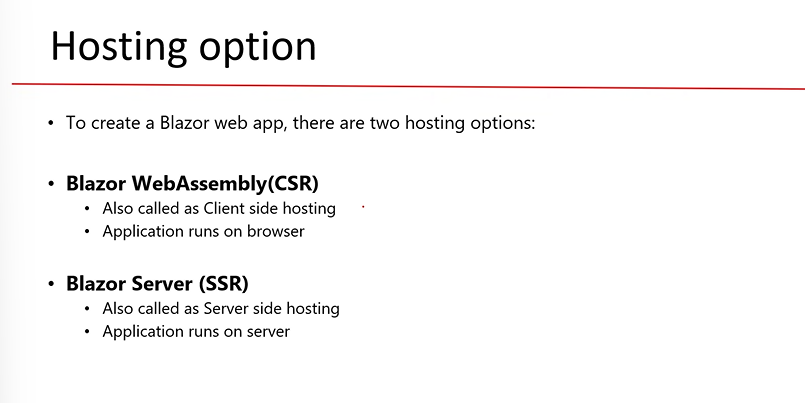 Hosting option
• To create a Blazor web app, there are two hosting options:
• Blazor WebAssembly(CSR)
• Also called as Client side hosting
• Application runs on browser
• Blazor Server (SSR)
• Also called as Server side hosting
• Application runs on server